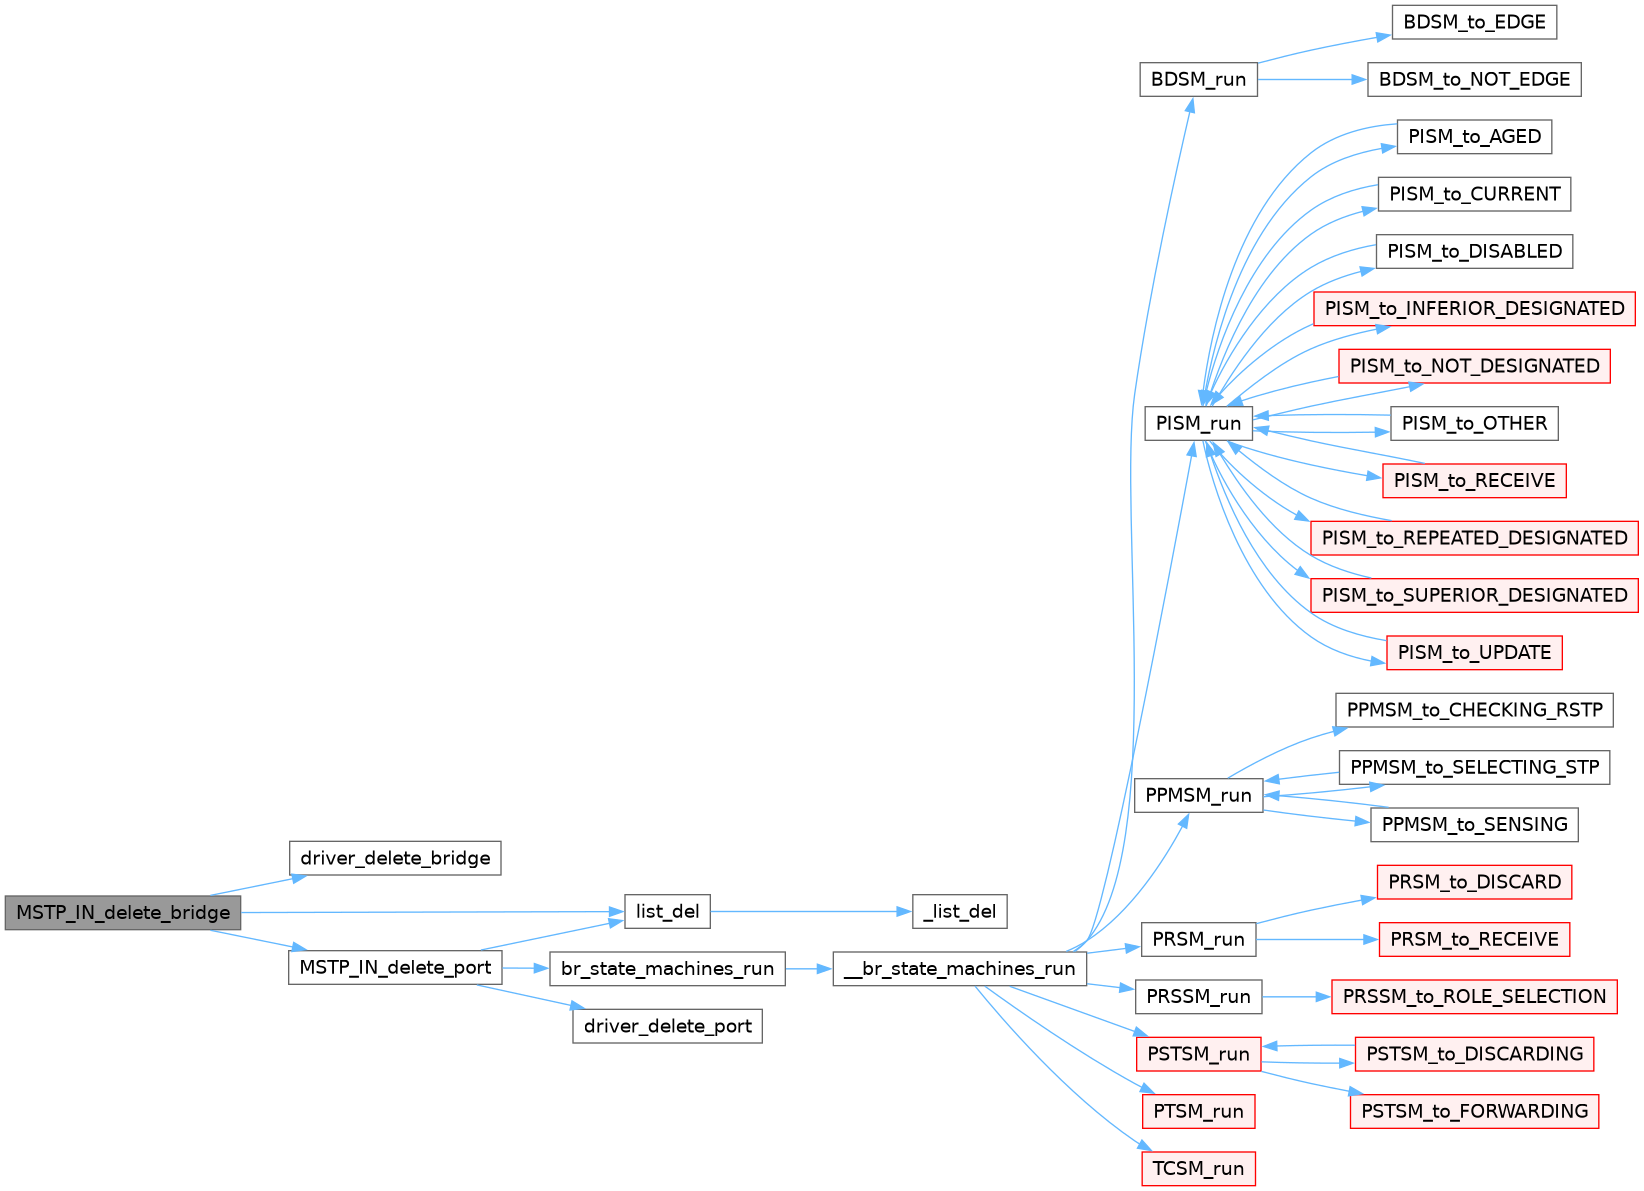 BDSM_to_EDGE
BDSM_run
BDSM_to_NOT_EDGE
PISM_to_AGED
PISM_to_CURRENT
PISM_to_DISABLED
PISM_to_INFERIOR_DESIGNATED
PISM_to_NOT_DESIGNATED
PISM_run
PISM_to_OTHER
PISM_to_RECEIVE
PISM_to_REPEATED_DESIGNATED
PISM_to_SUPERIOR_DESIGNATED
PISM_to_UPDATE
PPMSM_to_CHECKING_RSTP
PPMSM_to_SELECTING_STP
PPMSM_run
PPMSM_to_SENSING
driver_delete_bridge
PRSM_to_DISCARD
MSTP_IN_delete_bridge
list_del
_list_del
PRSM_run
PRSM_to_RECEIVE
MSTP_IN_delete_port
br_state_machines_run
__br_state_machines_run
PRSSM_run
PRSSM_to_ROLE_SELECTION
driver_delete_port
PSTSM_run
PSTSM_to_DISCARDING
PTSM_run
PSTSM_to_FORWARDING
TCSM_run